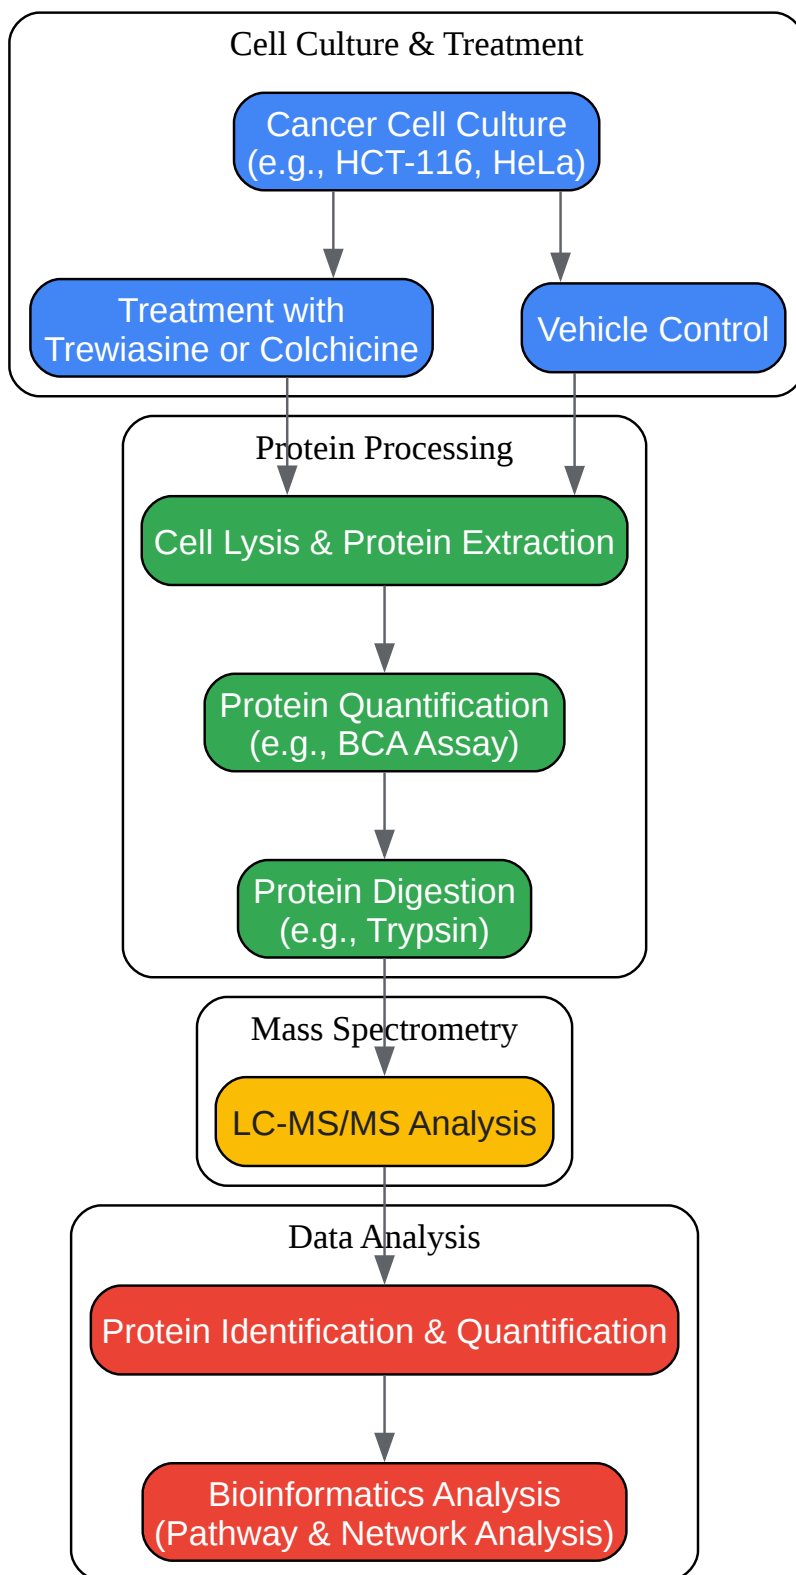 Cell Culture & Treatment
Cancer Cell Culture
(e.g., HCT-116, HeLa)
Treatment with
Trewiasine or Colchicine
Vehicle Control
Protein Processing
Cell Lysis & Protein Extraction
Protein Quantification
(e.g., BCA Assay)
Protein Digestion
(e.g., Trypsin)
Mass Spectrometry
LC-MS/MS Analysis
Data Analysis
Protein Identification & Quantification
Bioinformatics Analysis
(Pathway & Network Analysis)